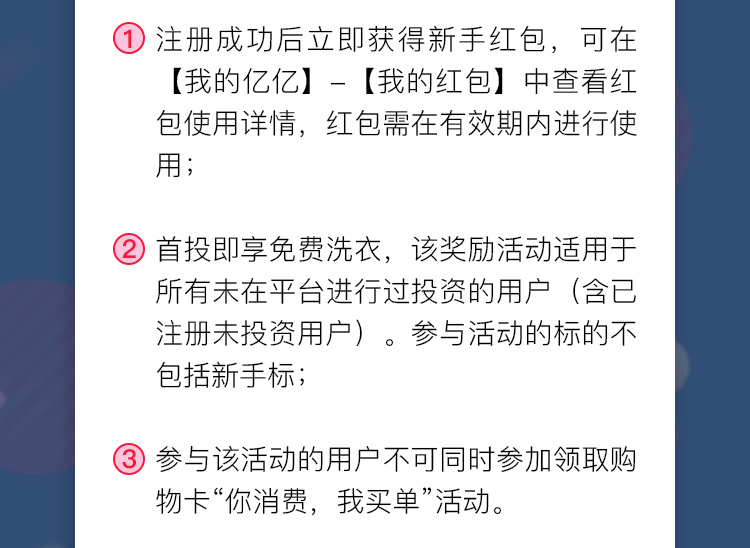 1 注册成功后立即获得新手红包，可在
【我的亿亿】–【我的红包】中查看红
包使用详情，红包需在有效期内进行使
用；
2 首投即享免费洗衣，该奖励活动适用于
所有未在平台进行过投资的用户（含已
注册未投资用户）。参与活动的标的不
包括新手标；
3 参与该活动的用户不可同时参加领取购
物卡“你消费，我买单”活动。